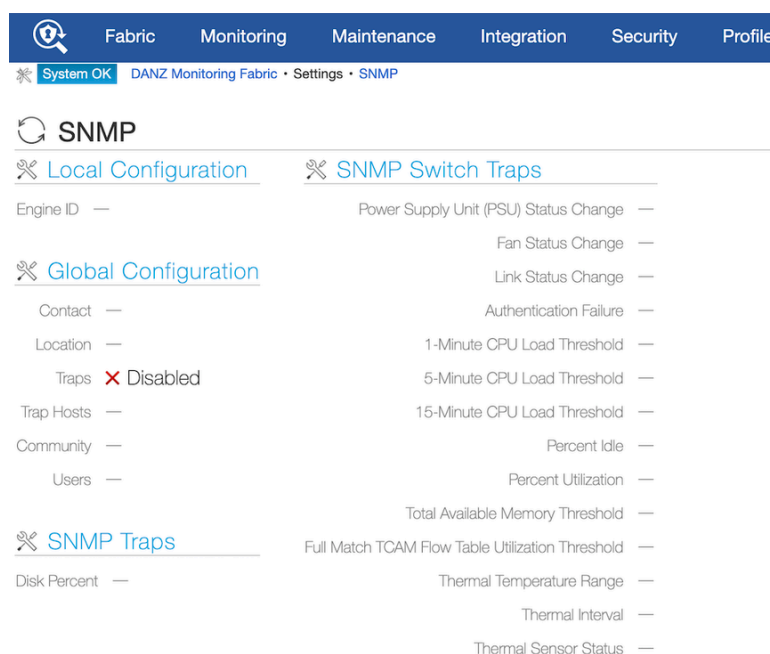 Fabric Monitoring Maintenance Integration Security Profile
System OK DANZ Monitoring Fabric • Settings • SNMP
SNMP
Local Configuration
Engine ID —
Global Configuration
Contact —
Location —
Traps Disabled
Trap Hosts —
Community —
Users —
SNMP Traps
Disk Percent —
SNMP Switch Traps
Power Supply Unit (PSU) Status Change —
Fan Status Change —
Link Status Change —
Authentication Failure —
1-Minute CPU Load Threshold —
5-Minute CPU Load Threshold —
15-Minute CPU Load Threshold —
Percent Idle —
Percent Utilization —
Total Available Memory Threshold —
Full Match TCAM Flow Table Utilization Threshold —
Thermal Temperature Range —
Thermal Interval —
Thermal Sensor Status —